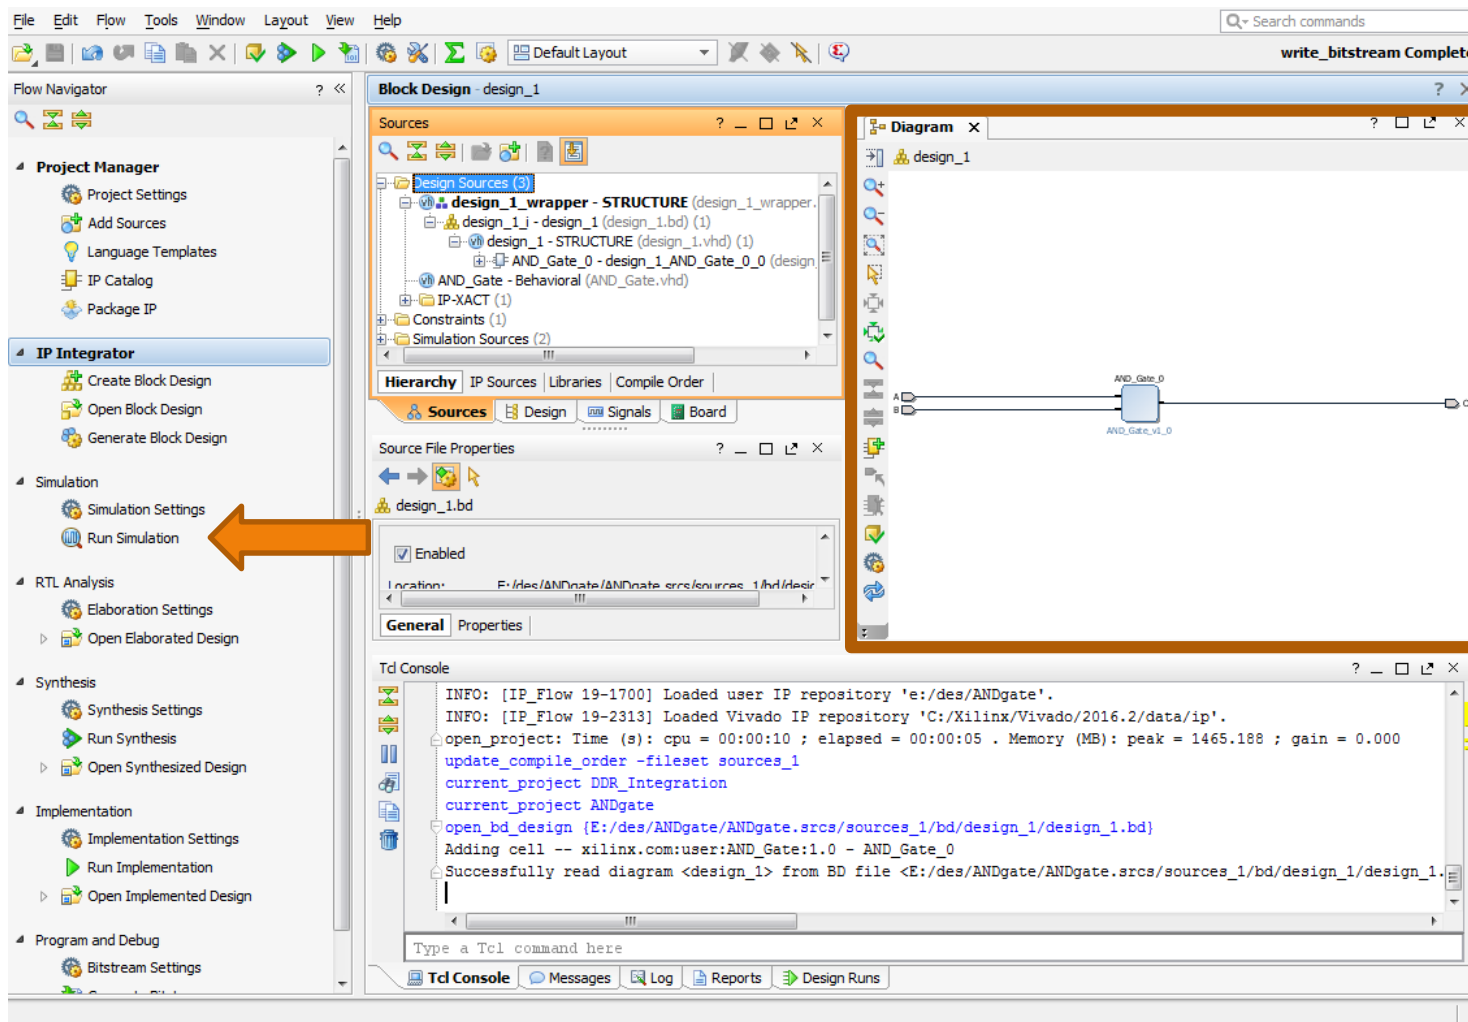 File Edit Flow Tools Window Layout View Help
Search commands
Default Layout
write_bitstream Complete
Flow Navigator
Project Manager
Project Settings
Add Sources
Language Templates
IP Catalog
Package IP
IP Integrator
Create Block Design
Open Block Design
Generate Block Design
Simulation
Simulation Settings
Run Simulation
RTL Analysis
Elaboration Settings
Open Elaborated Design
Synthesis
Synthesis Settings
Run Synthesis
Open Synthesized Design
Implementation
Implementation Settings
Run Implementation
Open Implemented Design
Program and Debug
Bitstream Settings
Block Design - design_1
Sources
Design Sources (3)
design_1_wrapper - STRUCTURE (design_1_wrapper.
design_1_i - design_1 (design_1.bd) (1)
design_1 - STRUCTURE (design_1.vhd) (1)
AND_Gate_0 - design_1_AND_Gate_0_0 (design_
AND_Gate - Behavioral (AND_Gate.vhd)
IP-XACT (1)
Constraints (1)
Simulation Sources (2)
Hierarchy IP Sources Libraries Compile Order
Sources Design Signals Board
Source File Properties
design_1.bd
Enabled
Location: E:/des/ANDgate/ANDgate.srcs/sources_1/bd/desig
General Properties
Diagram
design_1
AND_Gate_0
A
B
C
AND_Gate_v1_0
Tcl Console
INFO: [IP_Flow 19-1700] Loaded user IP repository 'e:/des/ANDgate'.
INFO: [IP_Flow 19-2313] Loaded Vivado IP repository 'C:/Xilinx/Vivado/2016.2/data/ip'.
open_project: Time (s): cpu = 00:00:10 ; elapsed = 00:00:05 . Memory (MB): peak = 1465.188 ; gain = 0.000
update_compile_order -fileset sources_1
current_project DDR_Integration
current_project ANDgate
open_bd_design {E:/des/ANDgate/ANDgate.srcs/sources_1/bd/design_1/design_1.bd}
Adding cell -- xilinx.com:user:AND_Gate:1.0 - AND_Gate_0
Successfully read diagram <design_1> from BD file <E:/des/ANDgate/ANDgate.srcs/sources_1/bd/design_1/design_1.
Type a Tcl command here
Tcl Console Messages Log Reports Design Runs